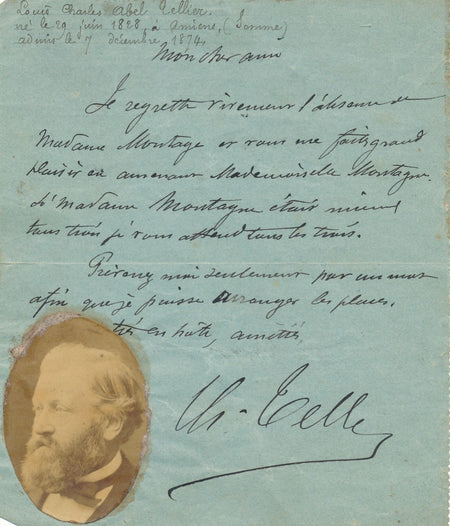 Louis Charles Abel Tellier.
né le 29 juin 1828, à Amiens, (Somme)
admis le 7 décembre 1874.
Mon cher ami
Je regrette vivement l'absence de
Madame Montagne et vous me faites grand
plaisir en amenant Mademoiselle Montagne.
Si Madame Montagne était mieux
tous trois je vous attend tous les trois.
Prévenez moi seulement par un mot
afin que je puisse arranger les places.
très en hâte, amitiés,
Ch. Tellier